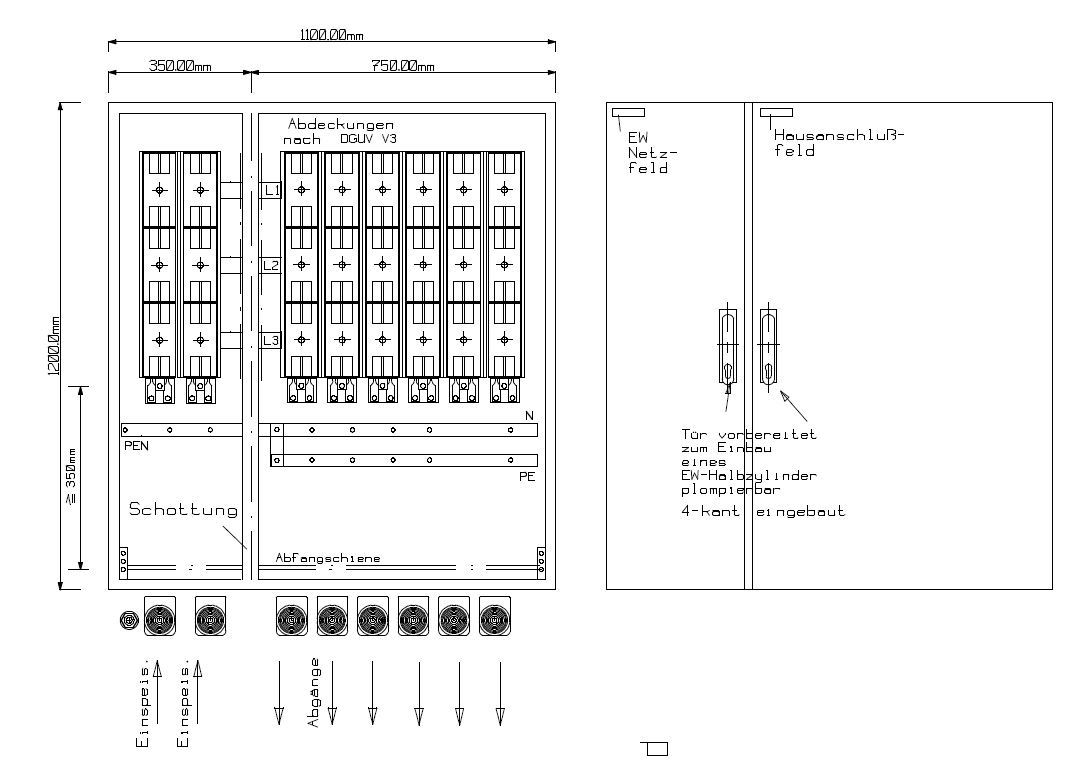 1100.00mm
350.00mm
750.00mm
Abdeckungen
nach DGUV V3
EW
Netz-
feld
Hausanschluß-
feld
L1
L2
L3
1200.0mm
N
PEN
PE
≥ 350mm
Tür vorbereitet
zum Einbau
eines
EW-Halbzylinder
plompierbar
4-kant eingebaut
Schottung
Abfangschiene
Einspeis.
Einspeis.
Abgänge